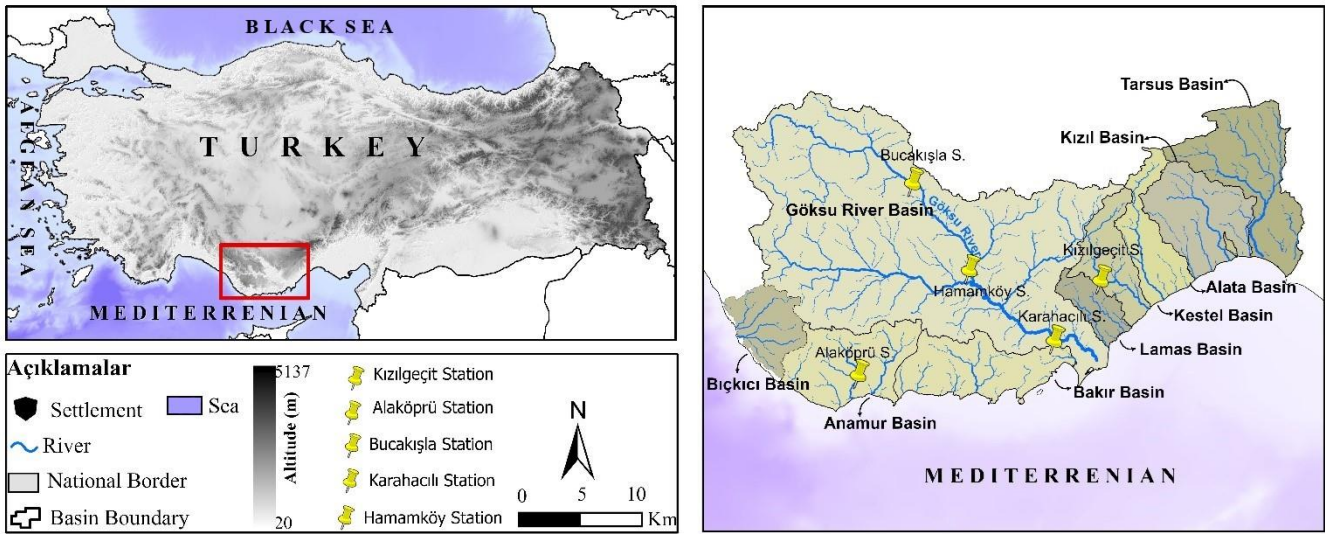 BLACK SEA
AEGEAN SEA
TURKEY
MEDITERRENIAN
Açıklamalar
Settlement
Sea
River
National Border
Basin Boundary
5137
Altitude (m)
20
Kızılgeçit Station
Alaköprü Station
Bucakışla Station
Karahacılı Station
Hamamköy Station
N
0 5 10
Km
Tarsus Basin
Kızıl Basin
Bucakışla S.
Göksu River Basin
Göksu River
Kızılgeçit S.
Hamamköy S.
Alata Basin
Karahacılı S.
Kestel Basin
Lamas Basin
Alaköprü S.
Bıçkıcı Basin
Bakır Basin
Anamur Basin
MEDITERRENIAN